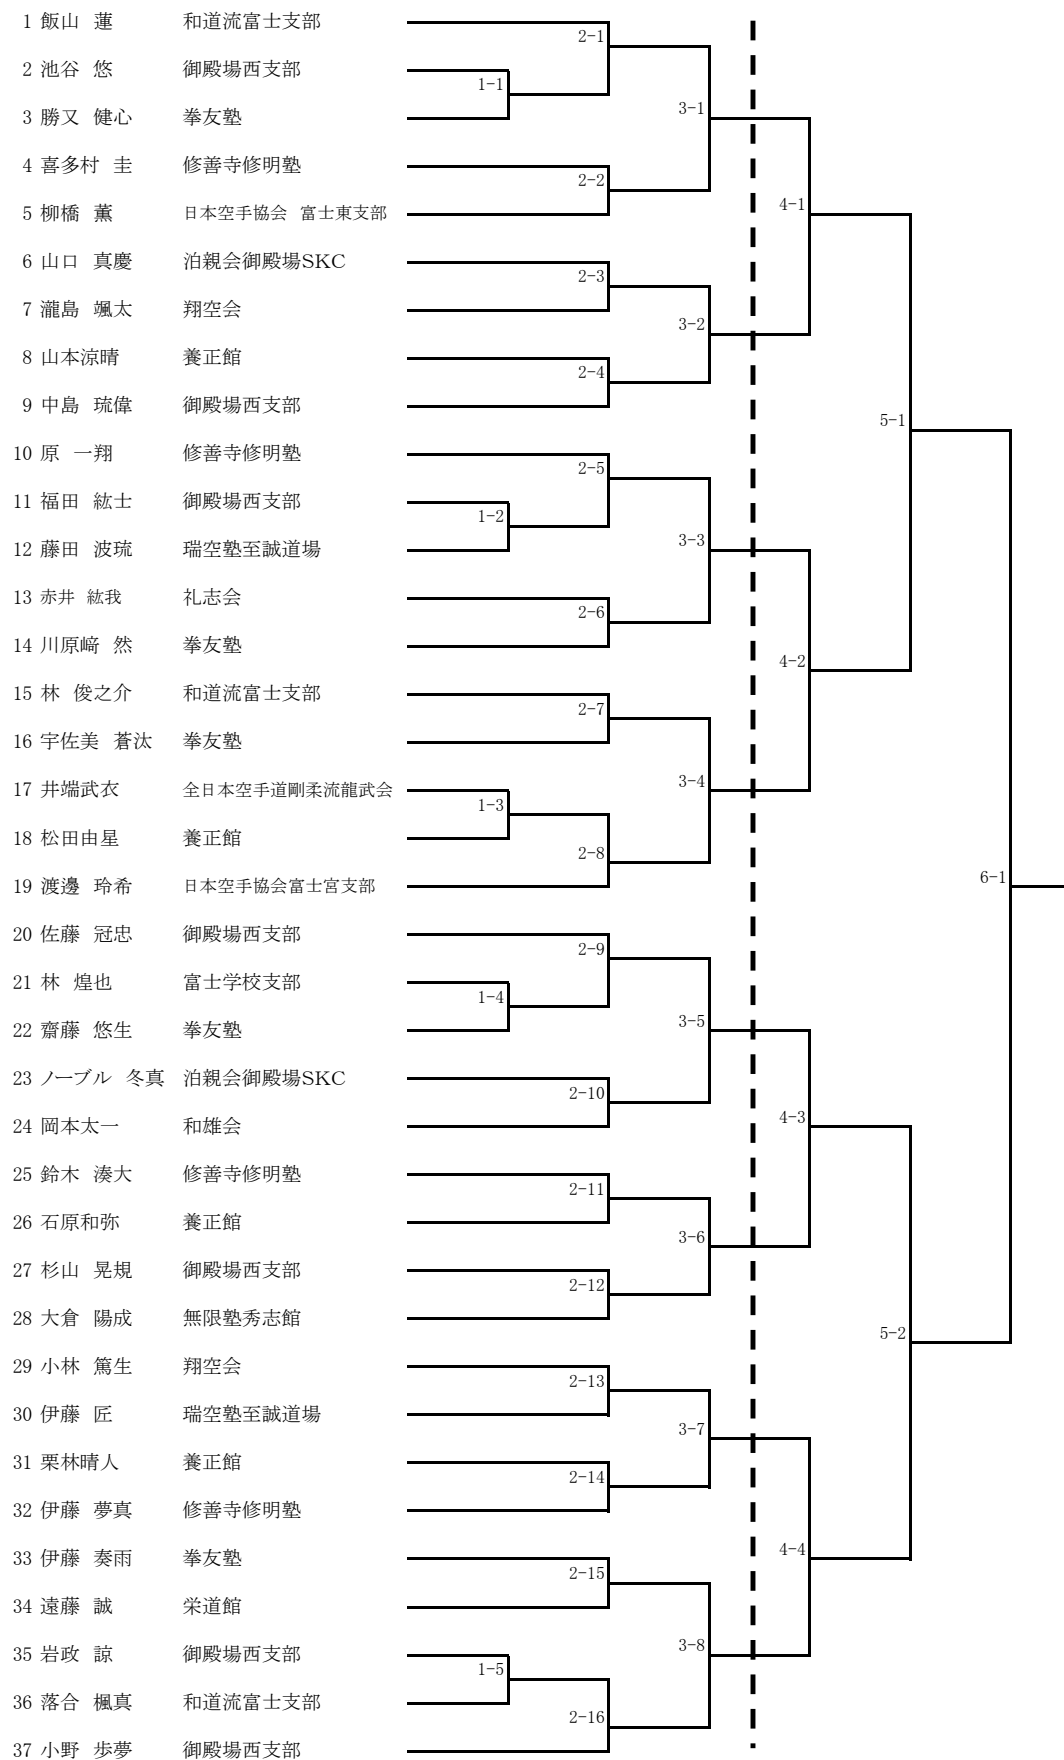 1 飯山 蓮 和道流富士支部
2-1
2 池谷 悠 御殿場西支部
1-1
3 勝又 健心 拳友塾
3-1
4 喜多村 圭 修善寺修明塾
2-2
5 柳橋 薫 日本空手協会 富士東支部
4-1
6 山口 真慶 泊親会御殿場SKC
2-3
7 瀧島 颯太 翔空会
3-2
8 山本涼晴 養正館
2-4
9 中島 琉偉 御殿場西支部
5-1
10 原 一翔 修善寺修明塾
2-5
11 福田 紘士 御殿場西支部
1-2
12 藤田 波琉 瑞空塾至誠道場
3-3
13 赤井 紘我 礼志会
2-6
14 川原﨑 然 拳友塾
4-2
15 林 俊之介 和道流富士支部
2-7
16 宇佐美 蒼汰 拳友塾
3-4
17 井端武衣 全日本空手道剛柔流龍武会
1-3
18 松田由星 養正館
2-8
19 渡邊 玲希 日本空手協会富士宮支部
6-1
20 佐藤 冠忠 御殿場西支部
2-9
21 林 煌也 富士学校支部
1-4
22 齋藤 悠生 拳友塾
3-5
23 ノーブル 冬真 泊親会御殿場SKC
2-10
24 岡本太一 和雄会
4-3
25 鈴木 湊大 修善寺修明塾
2-11
26 石原和弥 養正館
3-6
27 杉山 晃規 御殿場西支部
2-12
28 大倉 陽成 無限塾秀志館
5-2
29 小林 篤生 翔空会
2-13
30 伊藤 匠 瑞空塾至誠道場
3-7
31 栗林晴人 養正館
2-14
32 伊藤 夢真 修善寺修明塾
4-4
33 伊藤 奏雨 拳友塾
2-15
34 遠藤 誠 栄道館
3-8
35 岩政 諒 御殿場西支部
1-5
36 落合 楓真 和道流富士支部
2-16
37 小野 歩夢 御殿場西支部